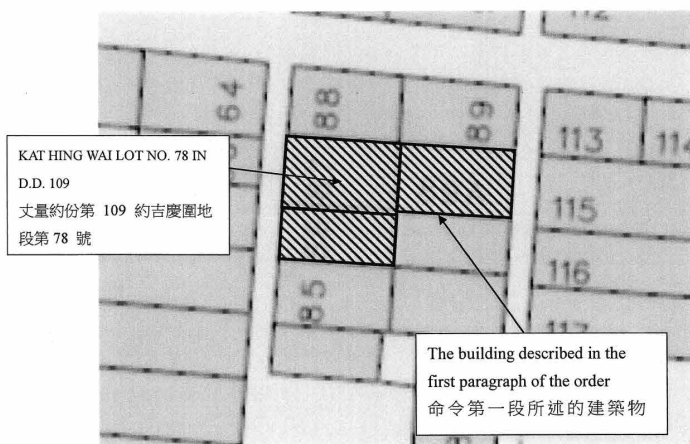 112
64
88
89
113
114
KAT HING WAI LOT NO. 78 IN
D.D. 109
丈量約份第 109 約吉慶圍地
段第 78 號
115
116
85
The building described in the
first paragraph of the order
命令第一段所述的建築物